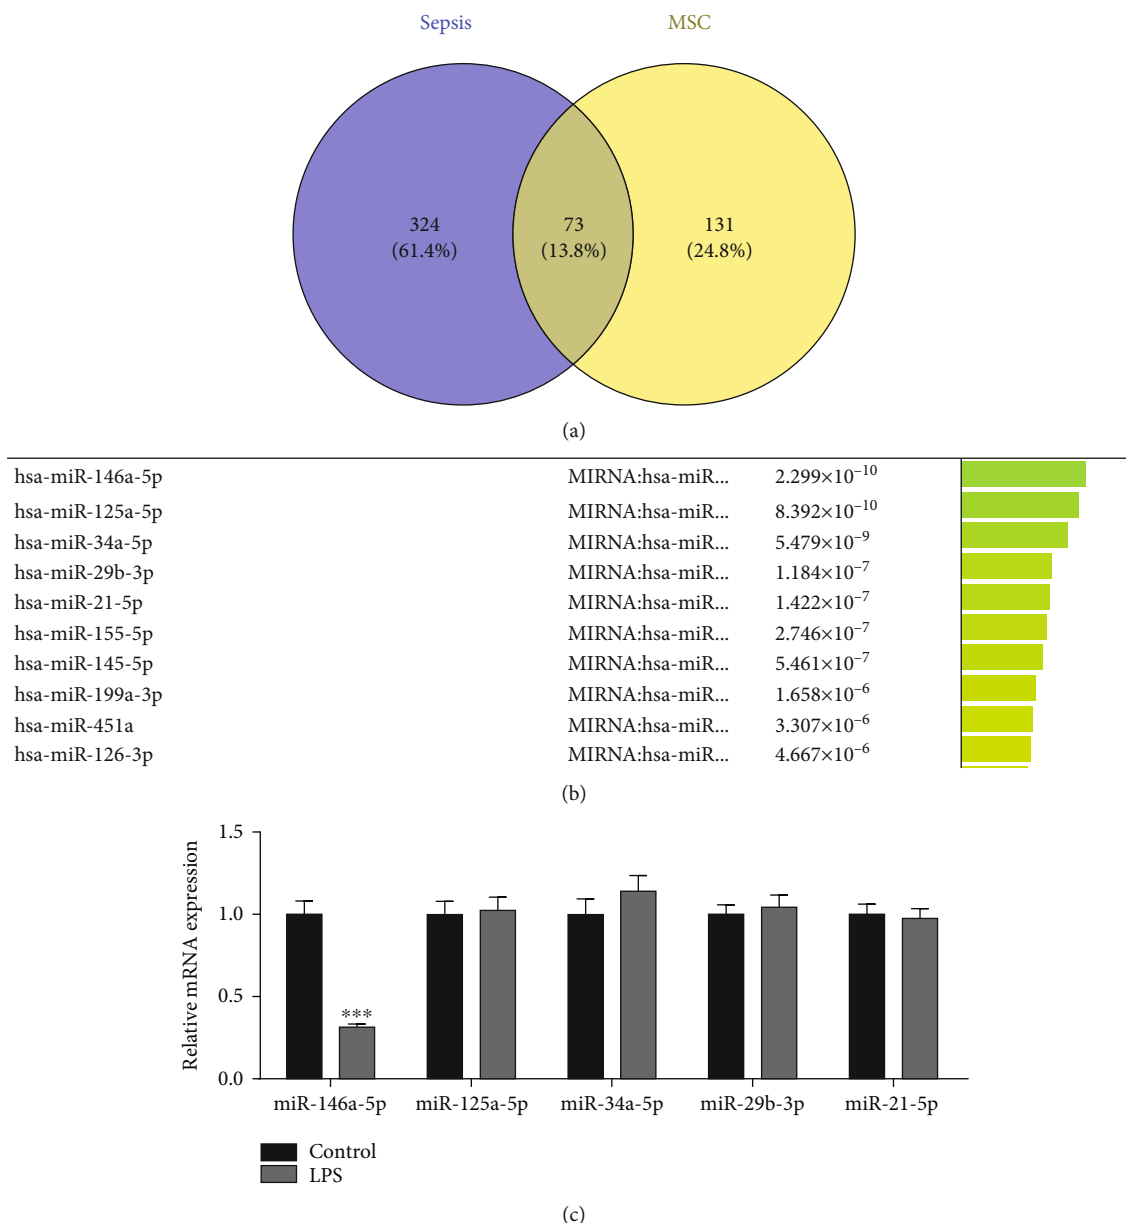 Sepsis MSC
324 73 131
(61.4%) (13.8%) (24.8%)
(a)
hsa-miR-146a-5p MIRNA:hsa-miR... 2.299×10⁻¹⁰
hsa-miR-125a-5p MIRNA:hsa-miR... 8.392×10⁻¹⁰
hsa-miR-34a-5p MIRNA:hsa-miR... 5.479×10⁻⁹
hsa-miR-29b-3p MIRNA:hsa-miR... 1.184×10⁻⁷
hsa-miR-21-5p MIRNA:hsa-miR... 1.422×10⁻⁷
hsa-miR-155-5p MIRNA:hsa-miR... 2.746×10⁻⁷
hsa-miR-145-5p MIRNA:hsa-miR... 5.461×10⁻⁷
hsa-miR-199a-3p MIRNA:hsa-miR... 1.658×10⁻⁶
hsa-miR-451a MIRNA:hsa-miR... 3.307×10⁻⁶
hsa-miR-126-3p MIRNA:hsa-miR... 4.667×10⁻⁶
(b)
Relative mRNA expression
1.5
1.0
0.5
0.0
***
miR-146a-5p miR-125a-5p miR-34a-5p miR-29b-3p miR-21-5p
Control
LPS
(c)